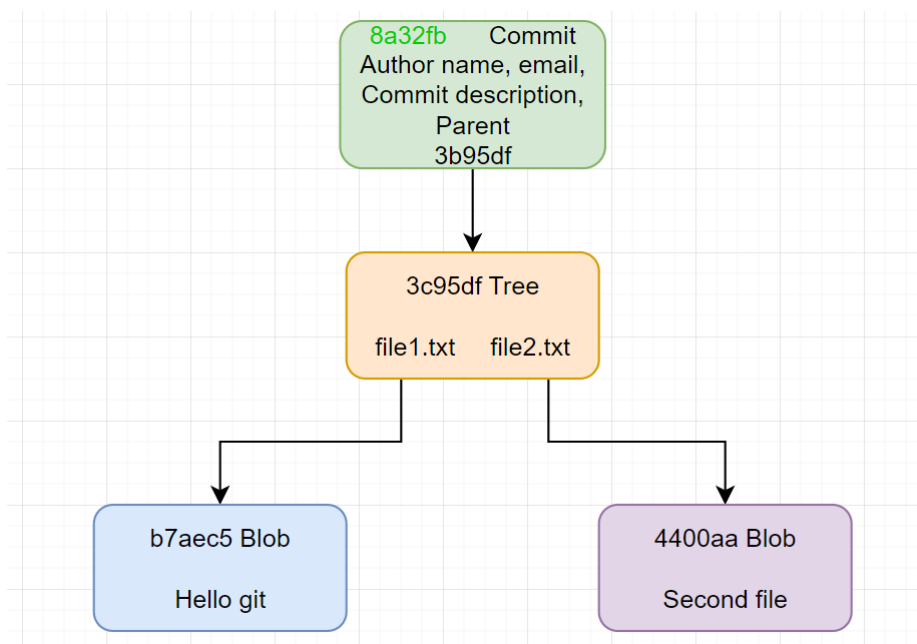 8a32fb Commit
Author name, email,
Commit description,
Parent
3b95df
3c95df Tree
file1.txt file2.txt
b7aec5 Blob
Hello git
4400aa Blob
Second file